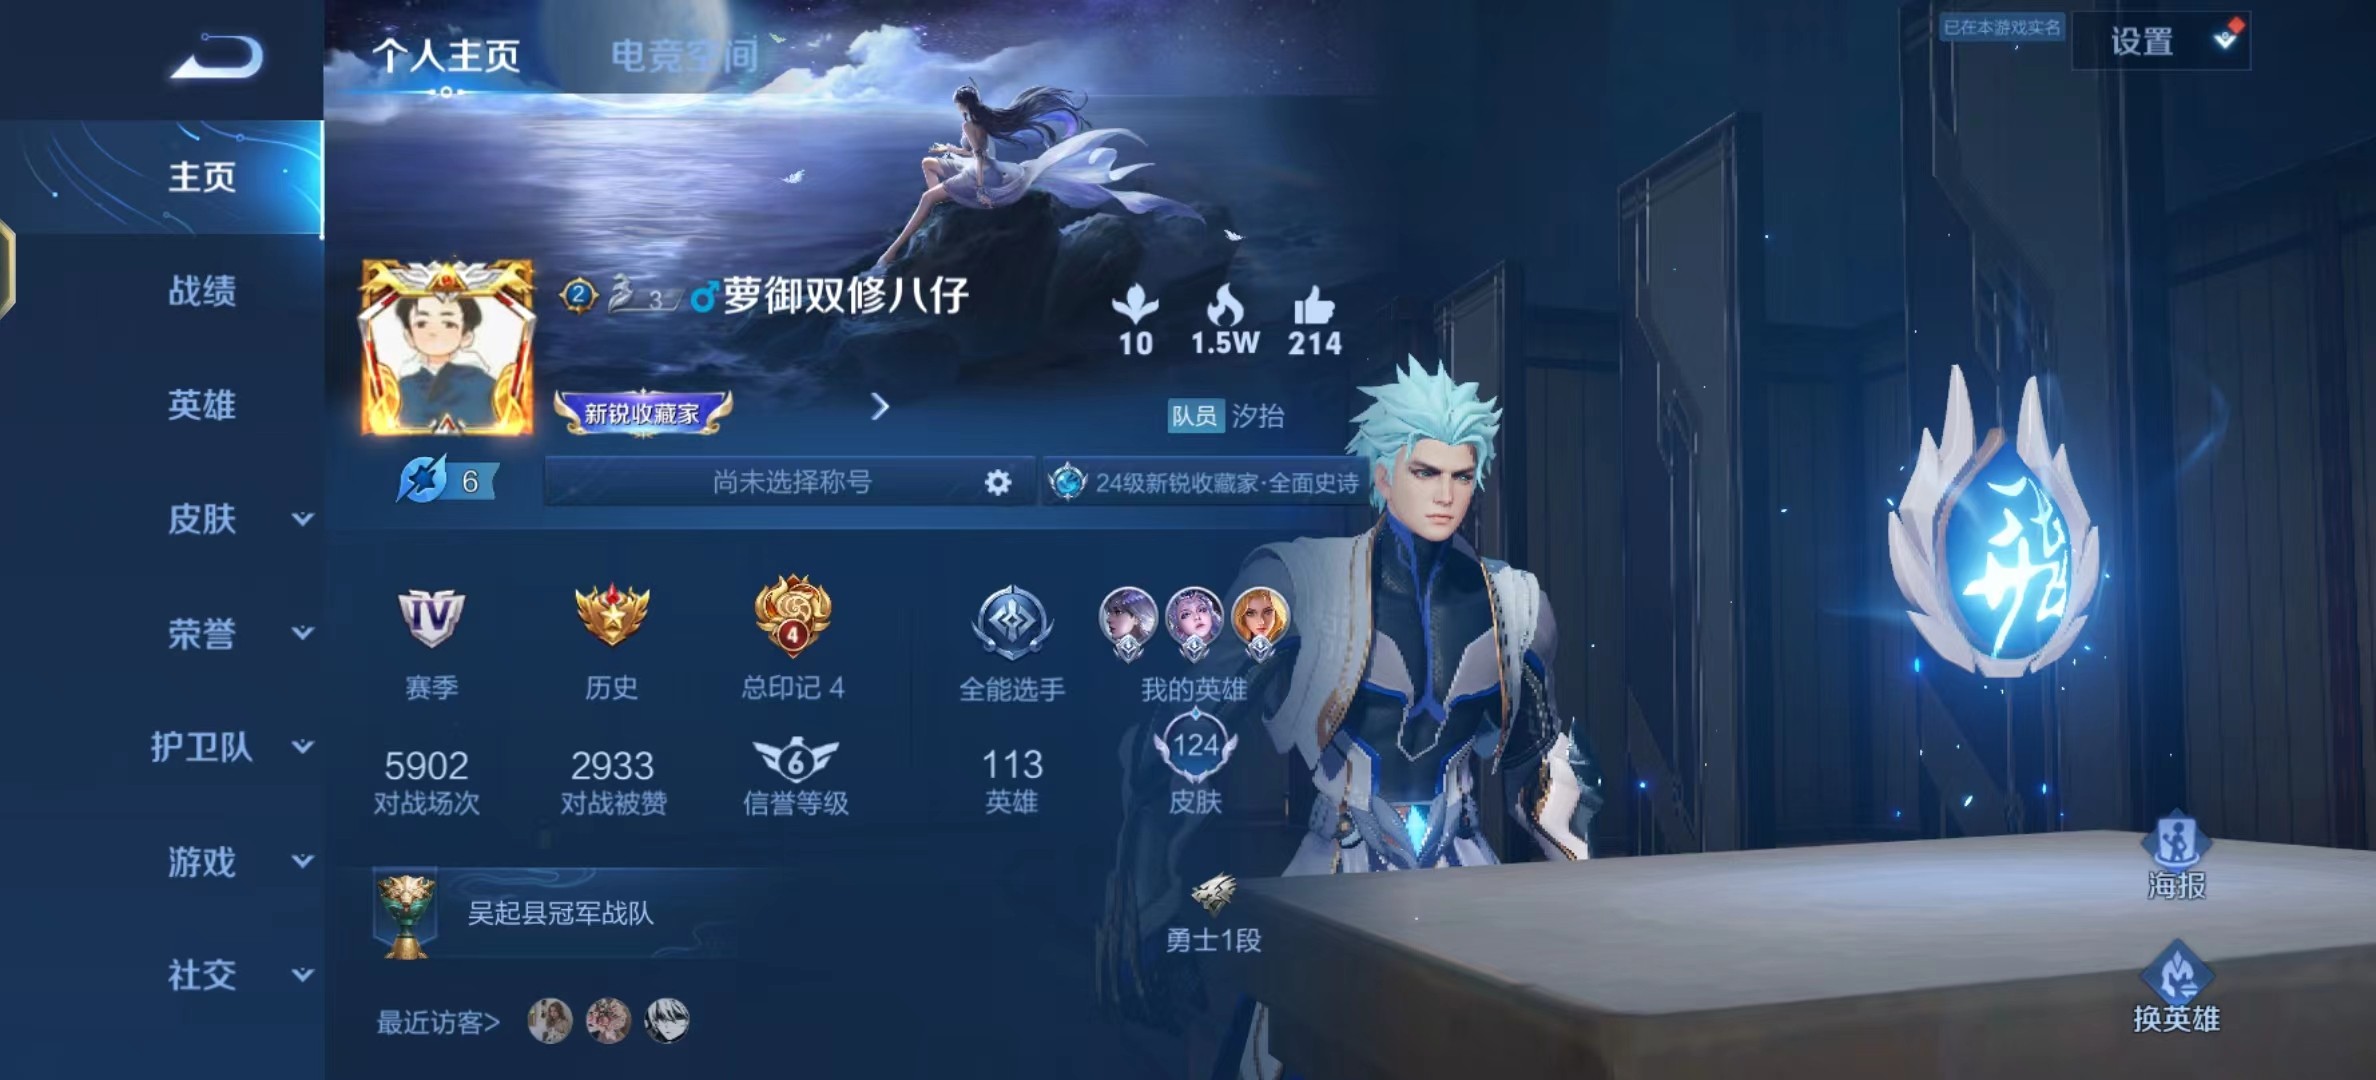 个人主页
电竞空间
已在本游戏实名
设置
主页
战绩
英雄
皮肤
荣誉
护卫队
游戏
社交
2
3
萝御双修八仔
10
1.5W
214
新锐收藏家
队员 汐抬
6
尚未选择称号
24级新锐收藏家·全面史诗
IV
4
赛季
历史
总印记 4
全能选手
我的英雄
5902
2933
6
113
124
对战场次
对战被赞
信誉等级
英雄
皮肤
吴起县冠军战队
勇士1段
最近访客>
飛
海报
换英雄